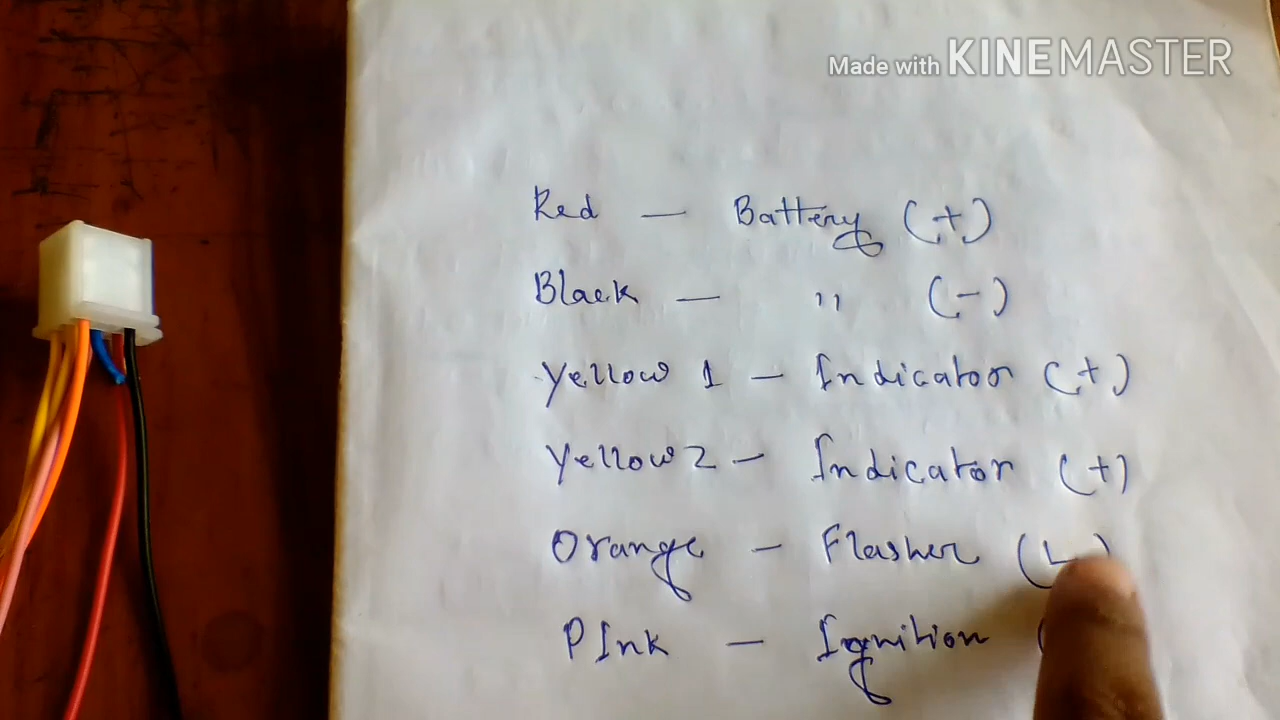 Made with KINEMASTER
Red — Battery (+)
Black — " (-)
Yellow 1 — Indicator (+)
Yellow 2 — Indicator (+)
Orange — Flasher (L)
PInk — Ignition (